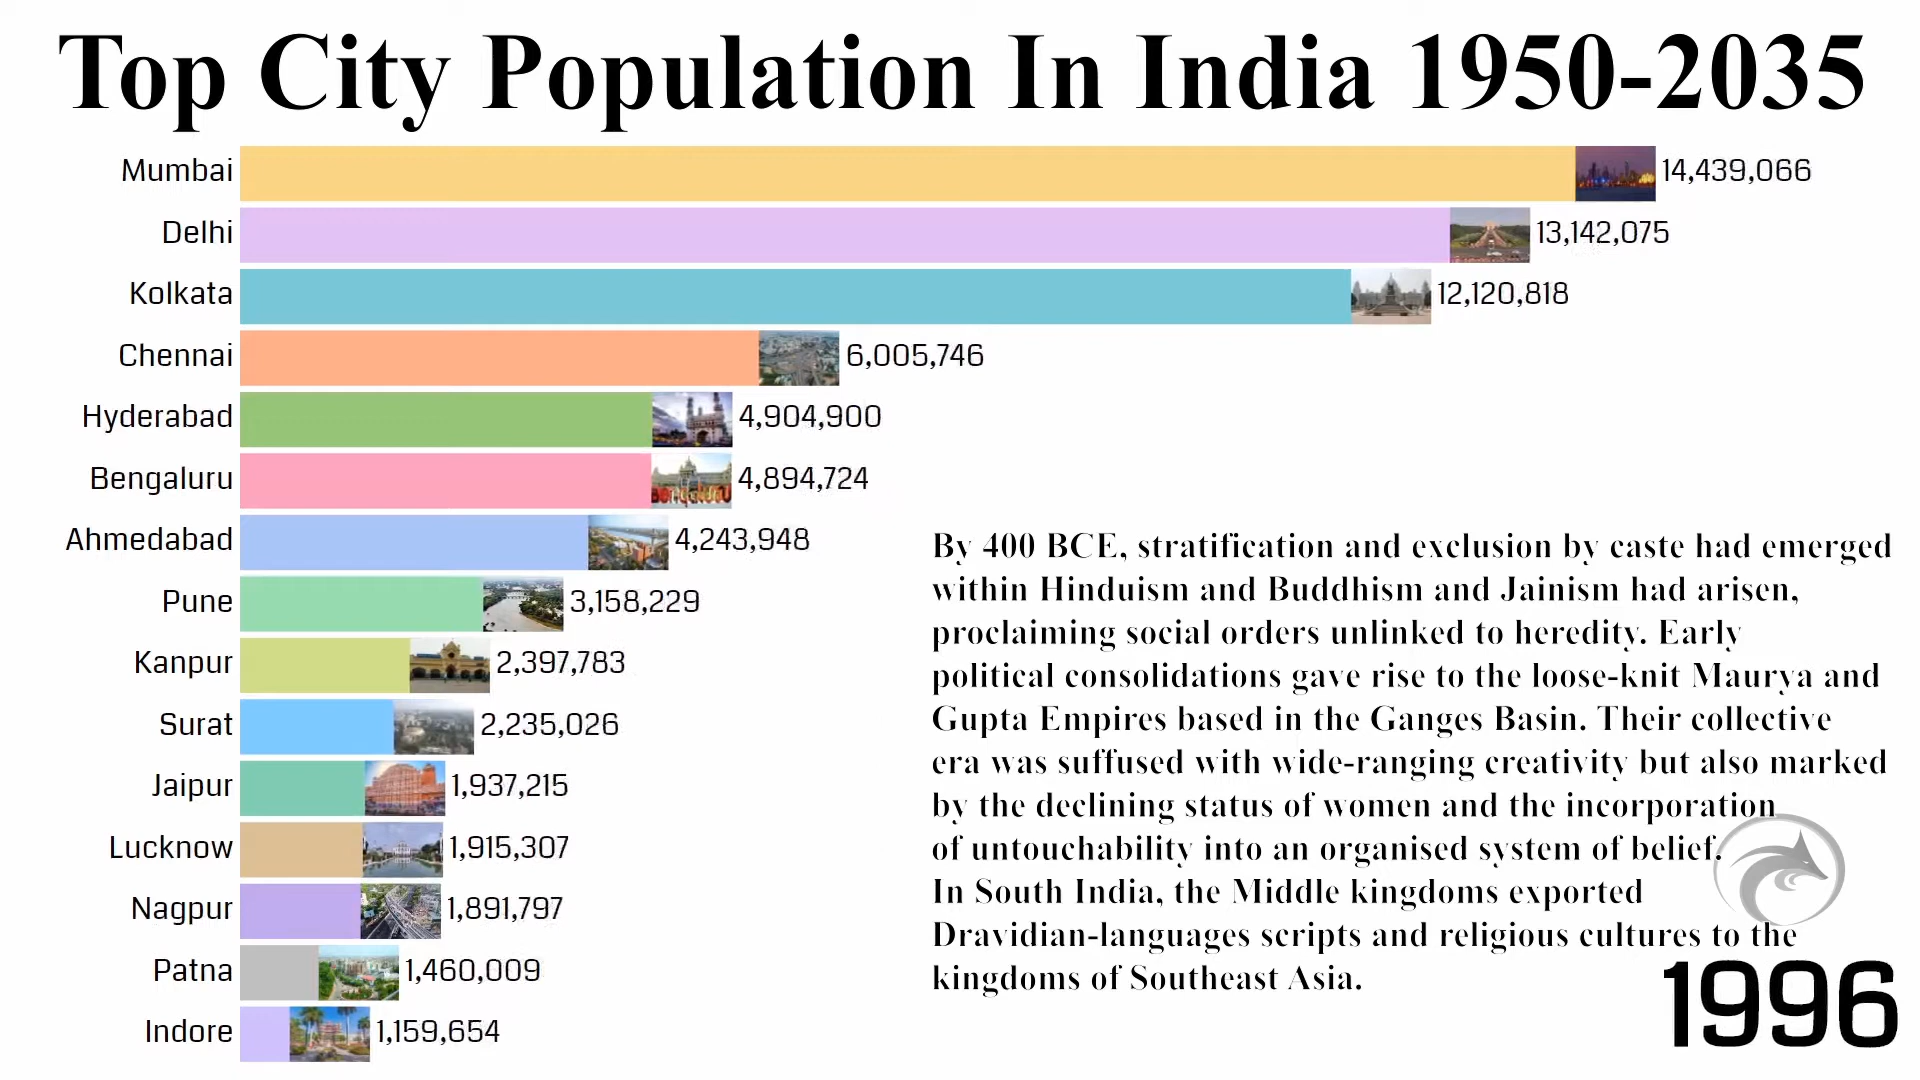 Top City Population In India 1950-2035
Mumbai 14,439,066
Delhi 13,142,075
Kolkata 12,120,818
Chennai 6,005,746
Hyderabad 4,904,900
Bengaluru 4,894,724
Ahmedabad 4,243,948
Pune 3,158,229
Kanpur 2,397,783
Surat 2,235,026
Jaipur 1,937,215
Lucknow 1,915,307
Nagpur 1,891,797
Patna 1,460,009
Indore 1,159,654
By 400 BCE, stratification and exclusion by caste had emerged
within Hinduism and Buddhism and Jainism had arisen,
proclaiming social orders unlinked to heredity. Early
political consolidations gave rise to the loose-knit Maurya and
Gupta Empires based in the Ganges Basin. Their collective
era was suffused with wide-ranging creativity but also marked
by the declining status of women and the incorporation
of untouchability into an organised system of belief.
In South India, the Middle kingdoms exported
Dravidian-languages scripts and religious cultures to the
kingdoms of Southeast Asia.
1996